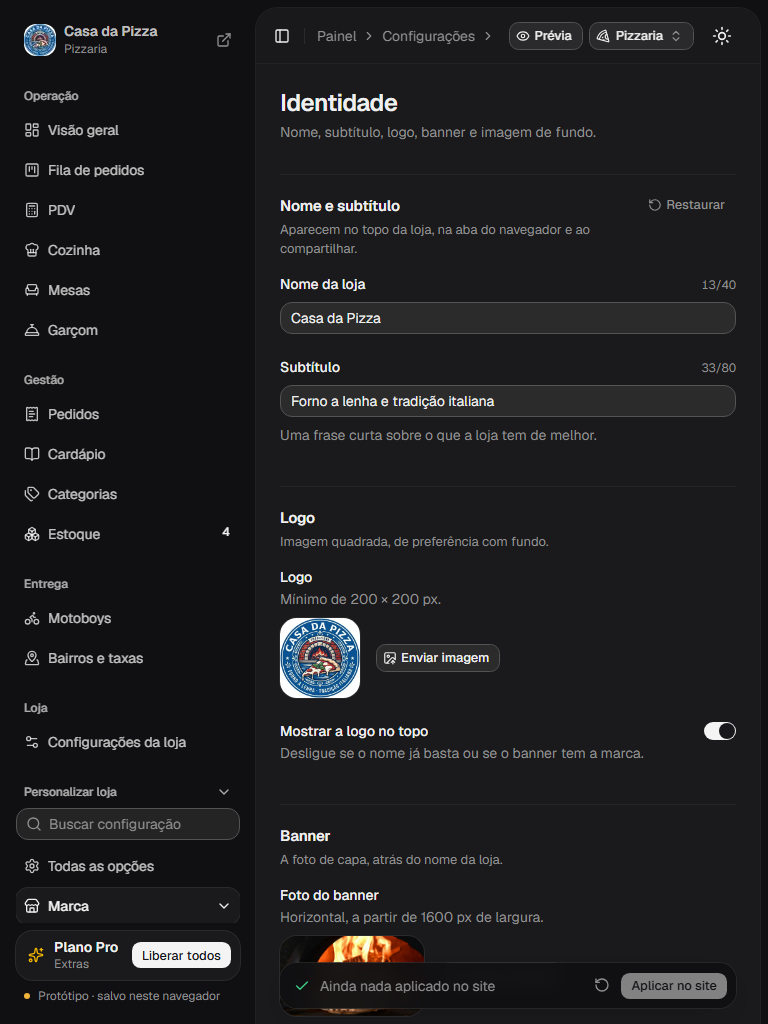 Casa da Pizza
Pizzaria
Operação
Visão geral
Fila de pedidos
PDV
Cozinha
Mesas
Garçom
Gestão
Pedidos
Cardápio
Categorias
Estoque 4
Entrega
Motoboys
Bairros e taxas
Loja
Configurações da loja
Personalizar loja
Buscar configuração
Todas as opções
Marca
Plano Pro
Extras
Liberar todos
Protótipo · salvo neste navegador
Painel > Configurações > Prévia Pizzaria
Identidade
Nome, subtítulo, logo, banner e imagem de fundo.
Nome e subtítulo Restaurar
Aparecem no topo da loja, na aba do navegador e ao
compartilhar.
Nome da loja 13/40
Casa da Pizza
Subtítulo 33/80
Forno a lenha e tradição italiana
Uma frase curta sobre o que a loja tem de melhor.
Logo
Imagem quadrada, de preferência com fundo.
Logo
Mínimo de 200 × 200 px.
CASA DA PIZZA
FORNO A LENHA · TRADIÇÃO ITALIANA
Enviar imagem
Mostrar a logo no topo
Desligue se o nome já basta ou se o banner tem a marca.
Banner
A foto de capa, atrás do nome da loja.
Foto do banner
Horizontal, a partir de 1600 px de largura.
Ainda nada aplicado no site Aplicar no site